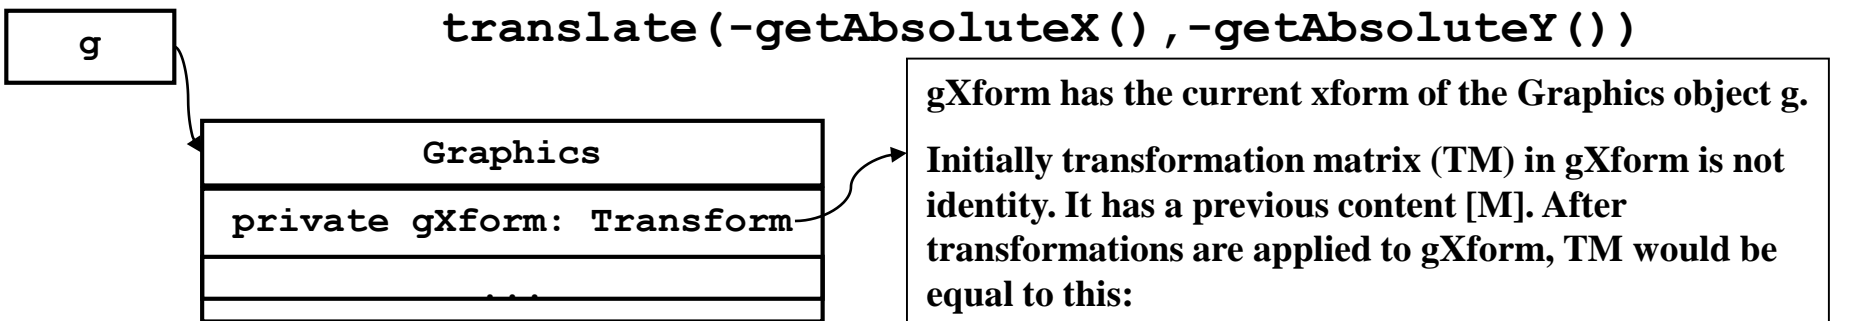 translate(-getAbsoluteX(),-getAbsoluteY())
g
Graphics
private gXform: Transform
...
gXform has the current xform of the Graphics object g.
Initially transformation matrix (TM) in gXform is not
identity. It has a previous content [M]. After
transformations are applied to gXform, TM would be
equal to this: